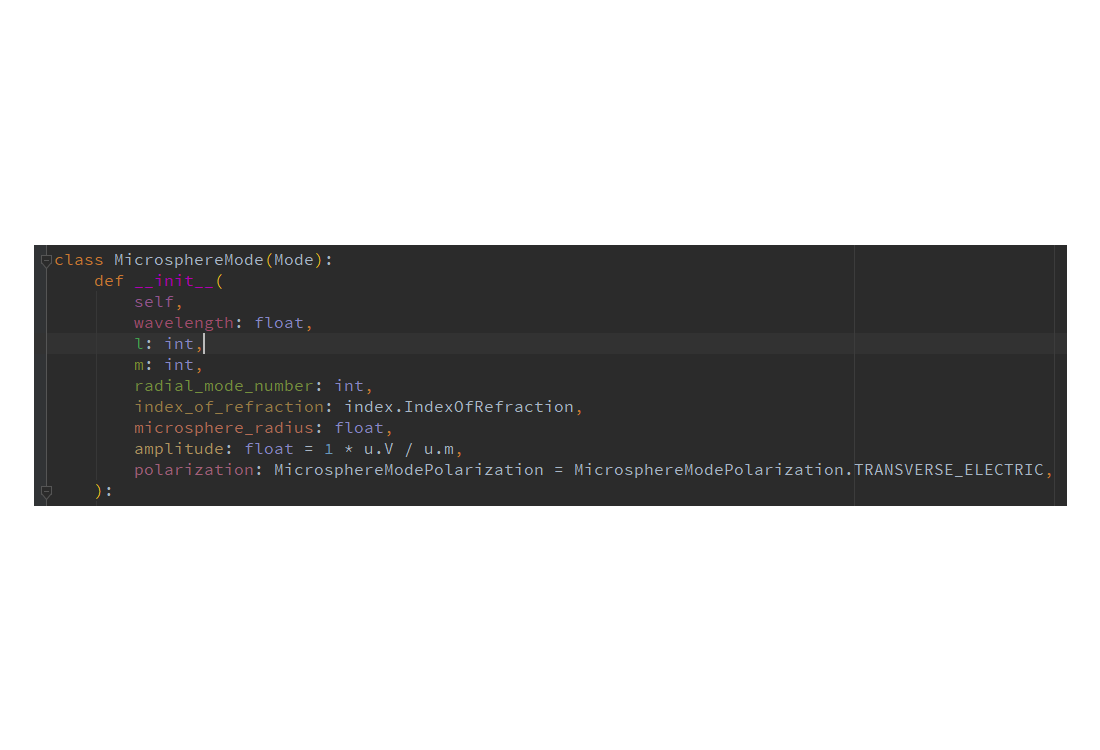 class MicrosphereMode(Mode):
    def __init__(
        self,
        wavelength: float,
        l: int,
        m: int,
        radial_mode_number: int,
        index_of_refraction: index.IndexOfRefraction,
        microsphere_radius: float,
        amplitude: float = 1 * u.V / u.m,
        polarization: MicrosphereModePolarization = MicrosphereModePolarization.TRANSVERSE_ELECTRIC,
    ):